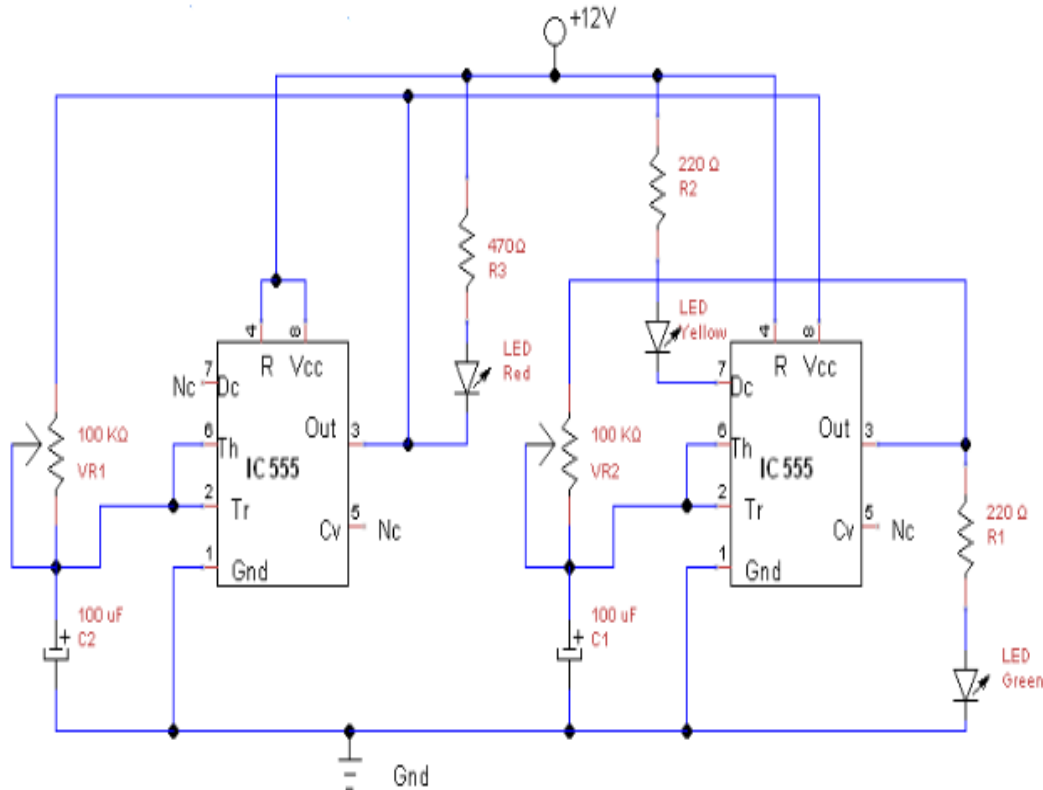 +12V
220 Ω
R2
470Ω
R3
LED
Yellow
LED
Red
4
8
R
Vcc
Nc
7
Dc
6
Th
Out
3
IC 555
2
Tr
5
Cv
Nc
1
Gnd
100 KΩ
VR1
100 uF
C2
+
4
8
R
Vcc
7
Dc
6
Th
Out
3
IC 555
2
Tr
5
Cv
Nc
1
Gnd
100 KΩ
VR2
100 uF
C1
+
220 Ω
R1
LED
Green
Gnd